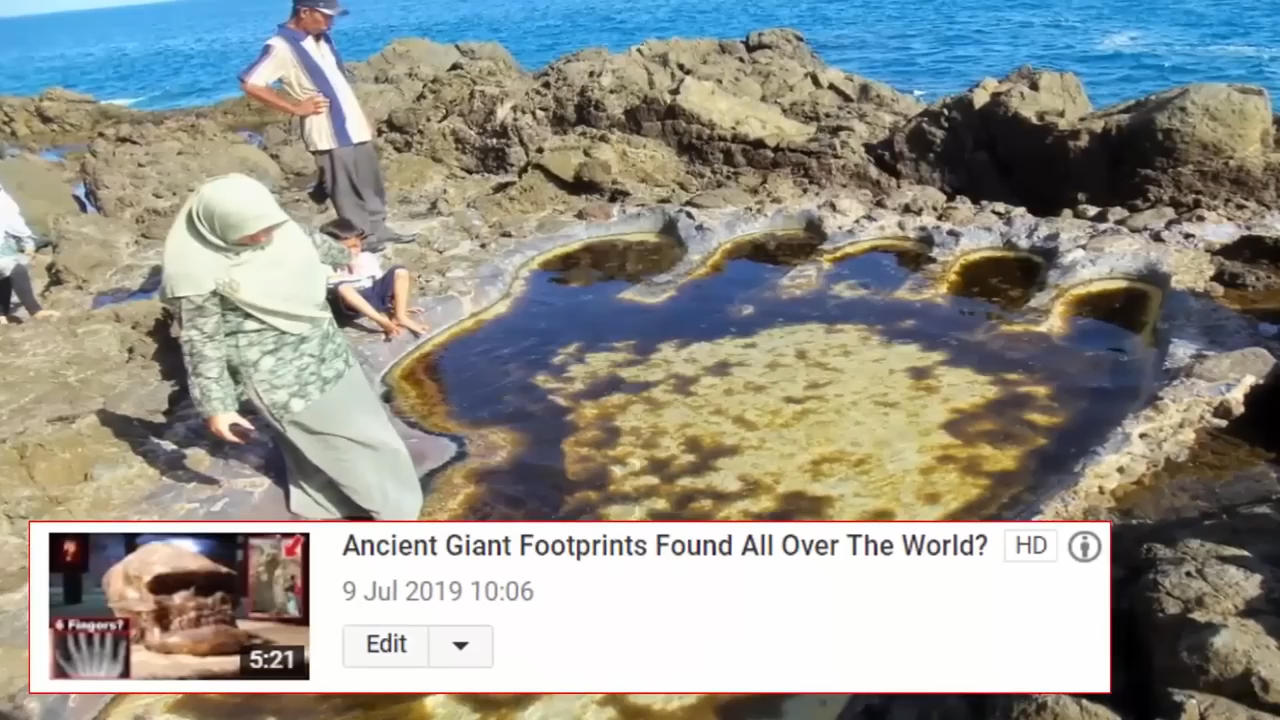 Ancient Giant Footprints Found All Over The World? HD
9 Jul 2019 10:06
6 Fingers?
5:21
Edit